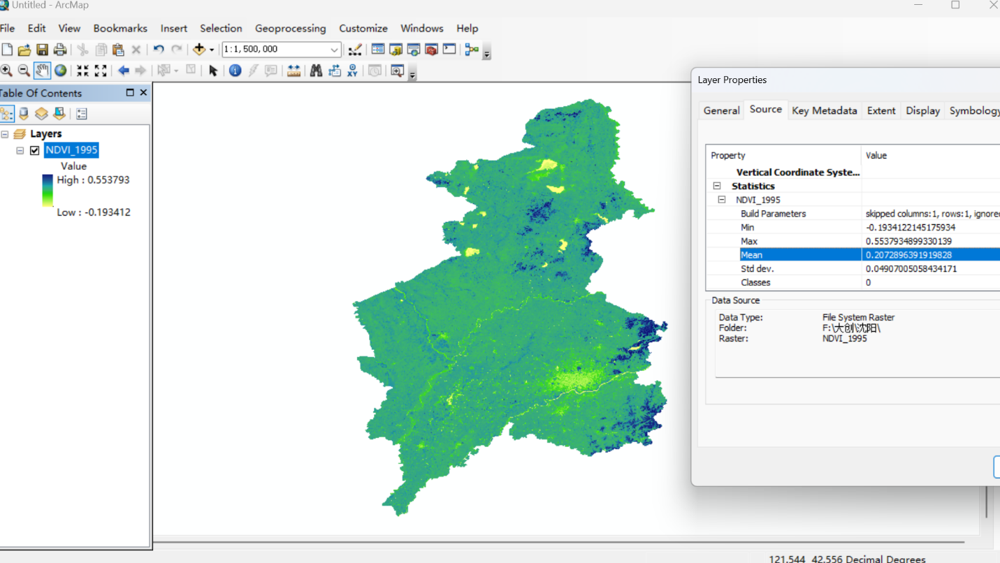 Untitled - ArcMap
File Edit View Bookmarks Insert Selection Geoprocessing Customize Windows Help
1:1,500,000
XY
Table Of Contents
Layers
NDVI_1995
Value
High : 0.553793
Low : -0.193412
Layer Properties
General Source Key Metadata Extent Display Symbology
Property Value
Vertical Coordinate Syste...
Statistics
NDVI_1995
Build Parameters skipped columns:1, rows:1, ignored
Min -0.1934122145175934
Max 0.5537934899330139
Mean 0.2072896391919828
Std dev. 0.04907005058434171
Classes 0
Data Source
Data Type: File System Raster
Folder: F:\大创\沈阳\
Raster: NDVI_1995
121.544 42.556 Decimal Degrees